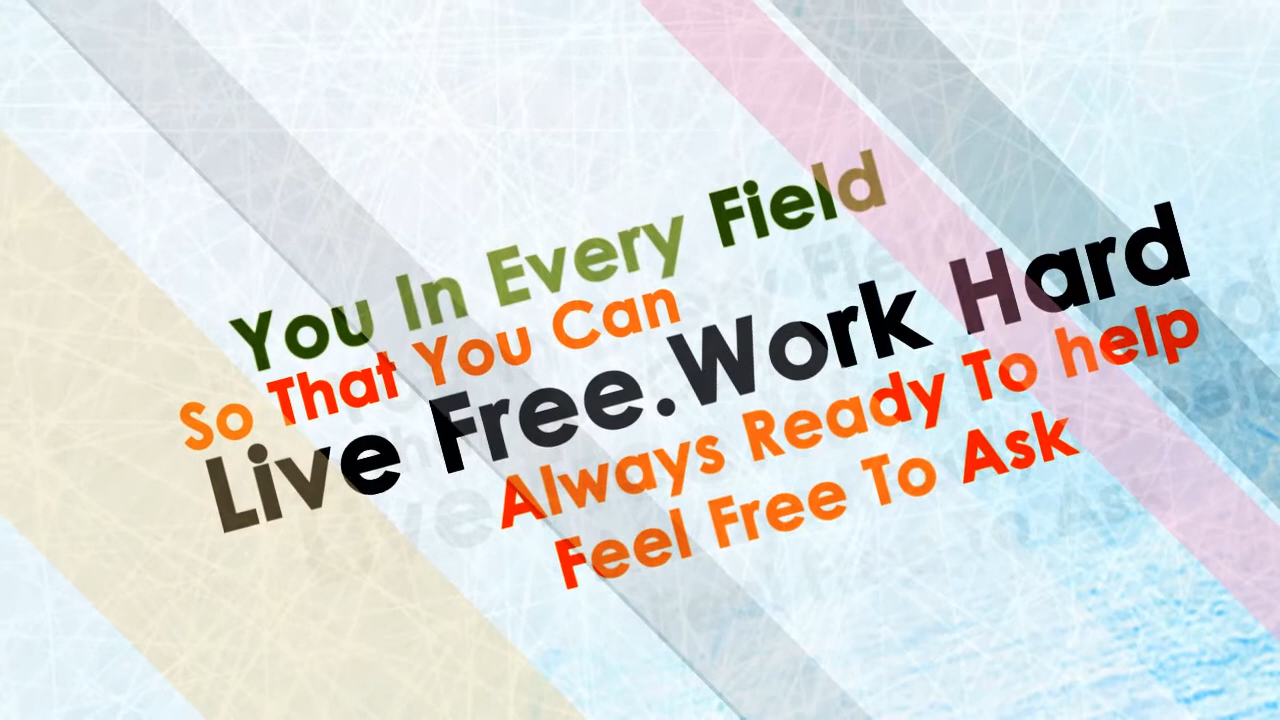 You In Every Field
So That You Can
Live Free.Work Hard
Always Ready To help
Feel Free To Ask